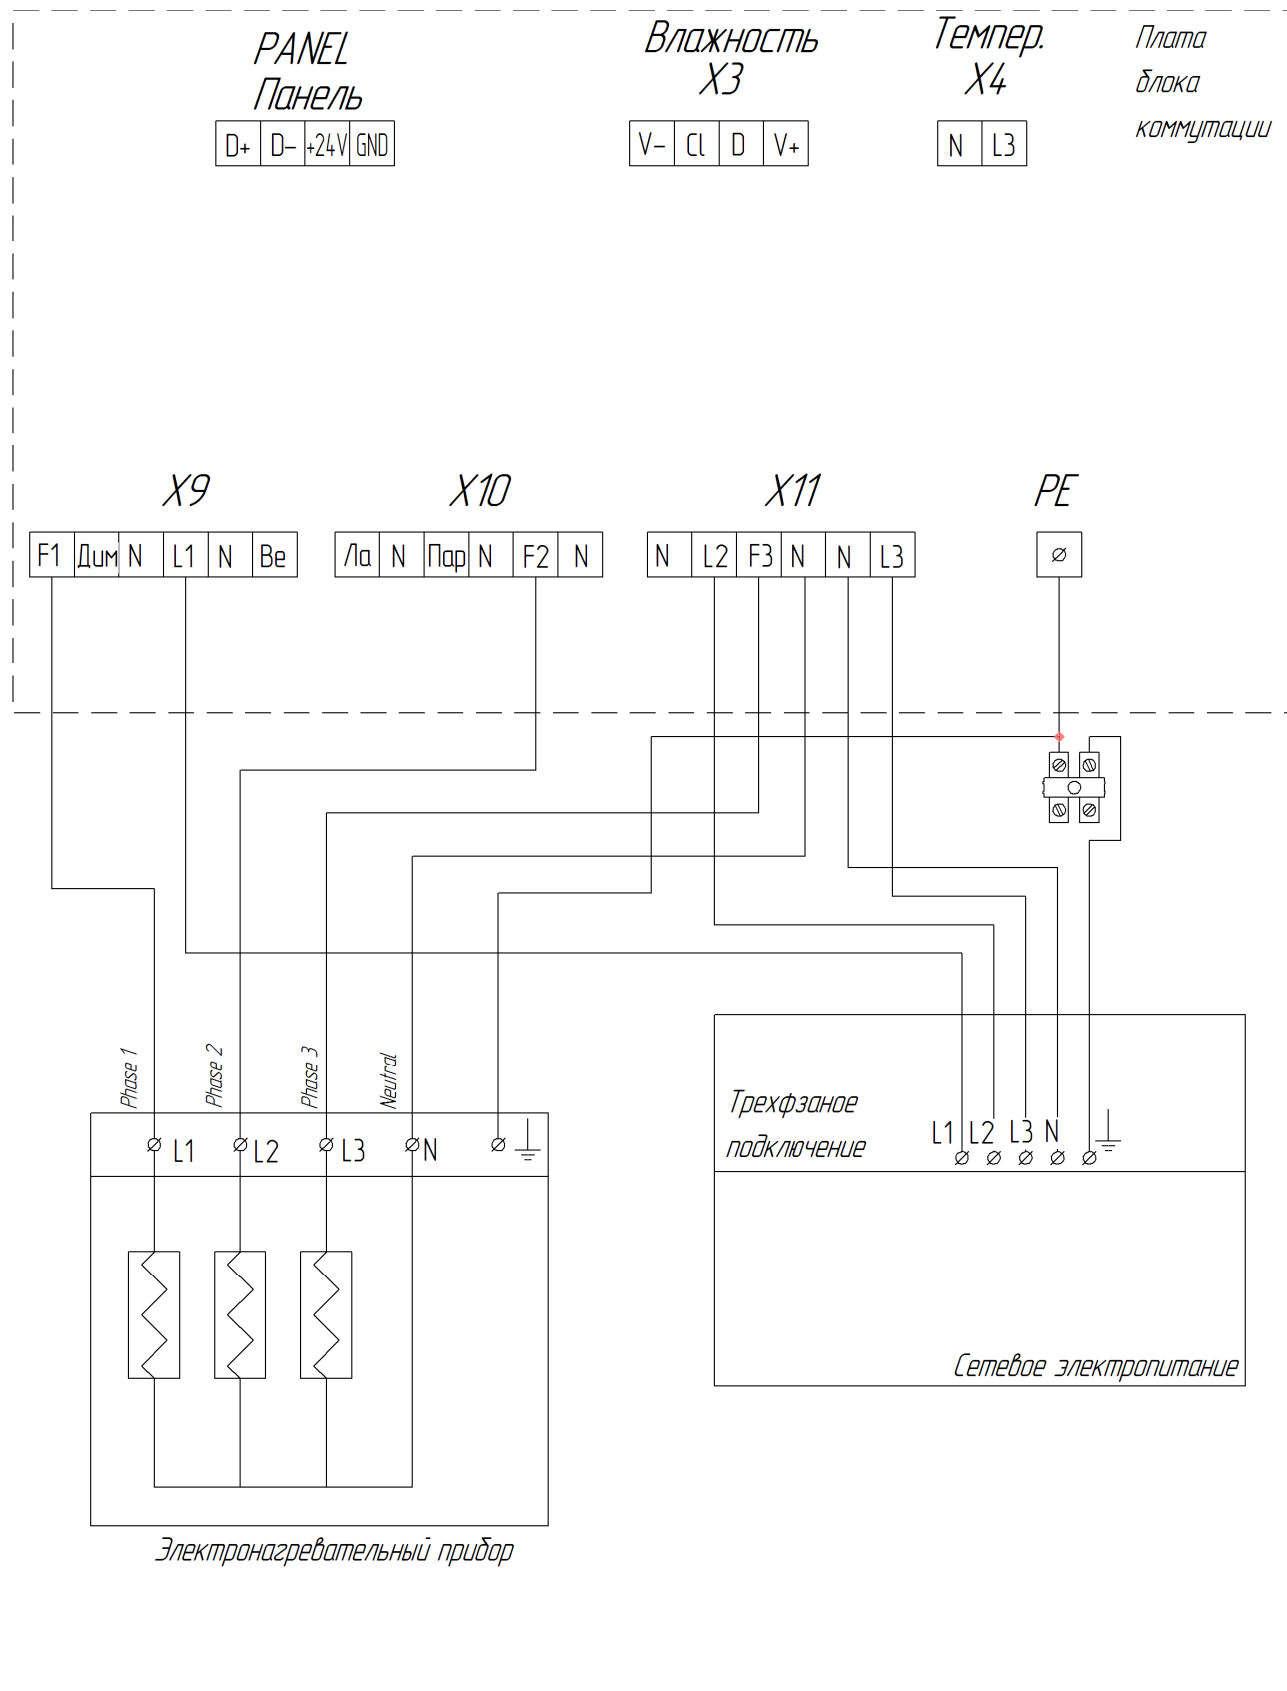 PANEL
Панель
D+ D- +24V GND
Влажность
X3
V- Cl D V+
Темпер.
X4
N L3
Плата
блока
коммутации
X9
F1 Дим N L1 N Ве
X10
Ла N Пар N F2 N
X11
N L2 F3 N N L3
PE
Phase 1
Phase 2
Phase 3
Neutral
L1 L2 L3 N
Электронагревательный прибор
Трехфзаное
подключение
L1 L2 L3 N
Сетевое электропитание